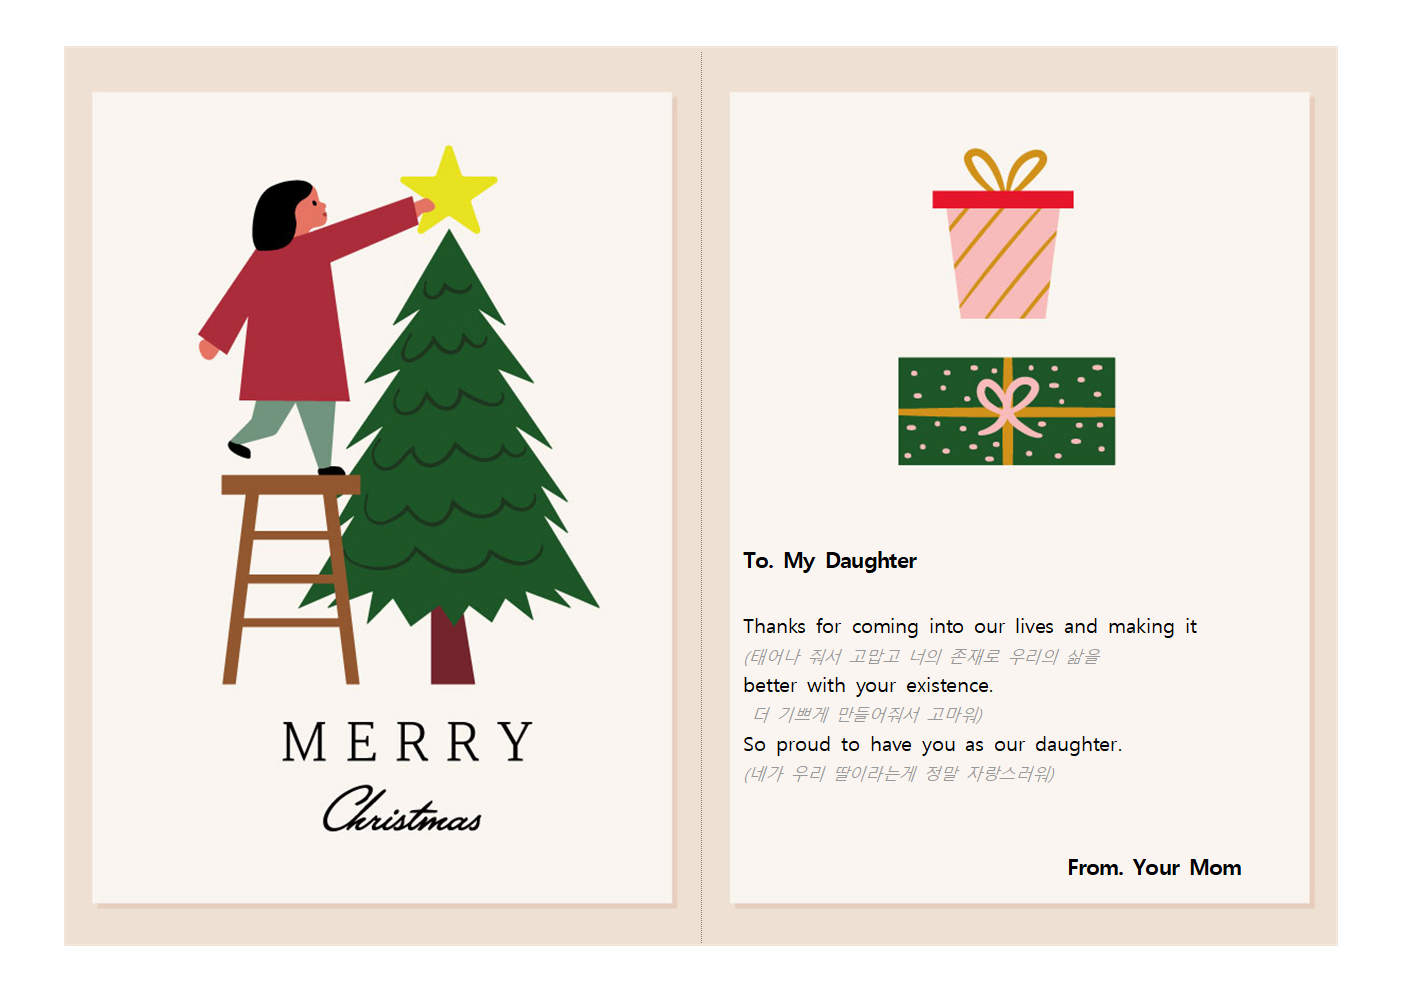 MERRY
Christmas
To. My Daughter
Thanks for coming into our lives and making it
(태어나 줘서 고맙고 너의 존재로 우리의 삶을
better with your existence.
더 기쁘게 만들어줘서 고마워)
So proud to have you as our daughter.
(네가 우리 딸이라는게 정말 자랑스러워)
From. Your Mom